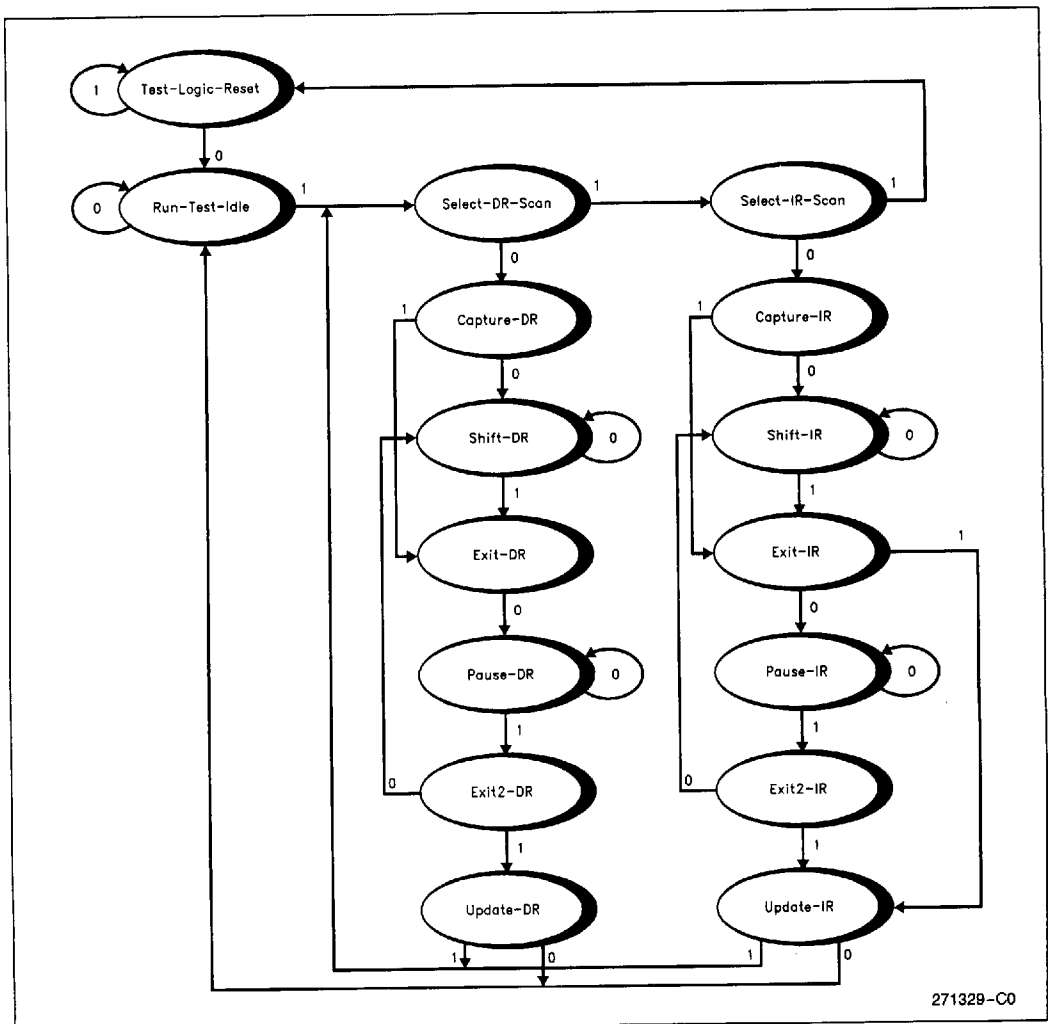 1
Test-Logic-Reset
0
0
Run-Test-Idle
1
Select-DR-Scan
1
Select-IR-Scan
1
0
0
1
Capture-DR
1
Capture-IR
0
0
Shift-DR
0
Shift-IR
0
1
1
Exit-DR
Exit-IR
1
0
0
Pause-DR
0
Pause-IR
0
1
1
0
Exit2-DR
0
Exit2-IR
1
1
Update-DR
Update-IR
1
0
1
0
271329-C0